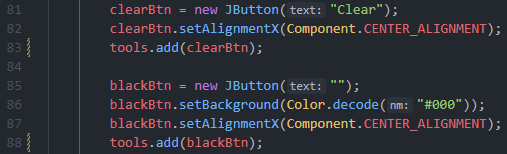 81 clearBtn = new JButton( text: "Clear");
82 clearBtn.setAlignmentX(Component.CENTER_ALIGNMENT);
83 tools.add(clearBtn);
84
85 blackBtn = new JButton( text: "");
86 blackBtn.setBackground(Color.decode( nm: "#000"));
87 blackBtn.setAlignmentX(Component.CENTER_ALIGNMENT);
88 tools.add(blackBtn);